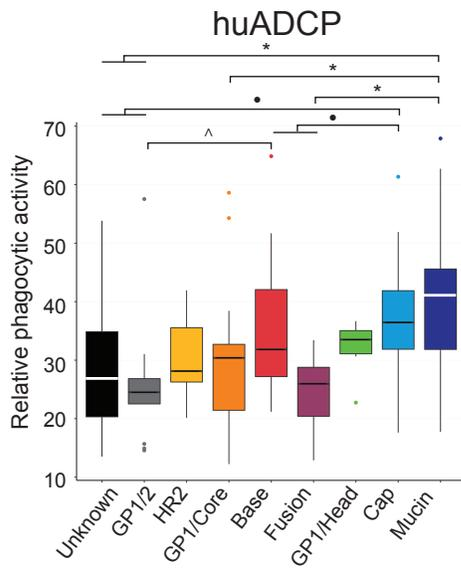 huADCP
*
*
*
•
•
^
Relative phagocytic activity
70
60
50
40
30
20
10
Unknown
GP1/2
HR2
GP1/Core
Base
Fusion
GP1/Head
Cap
Mucin